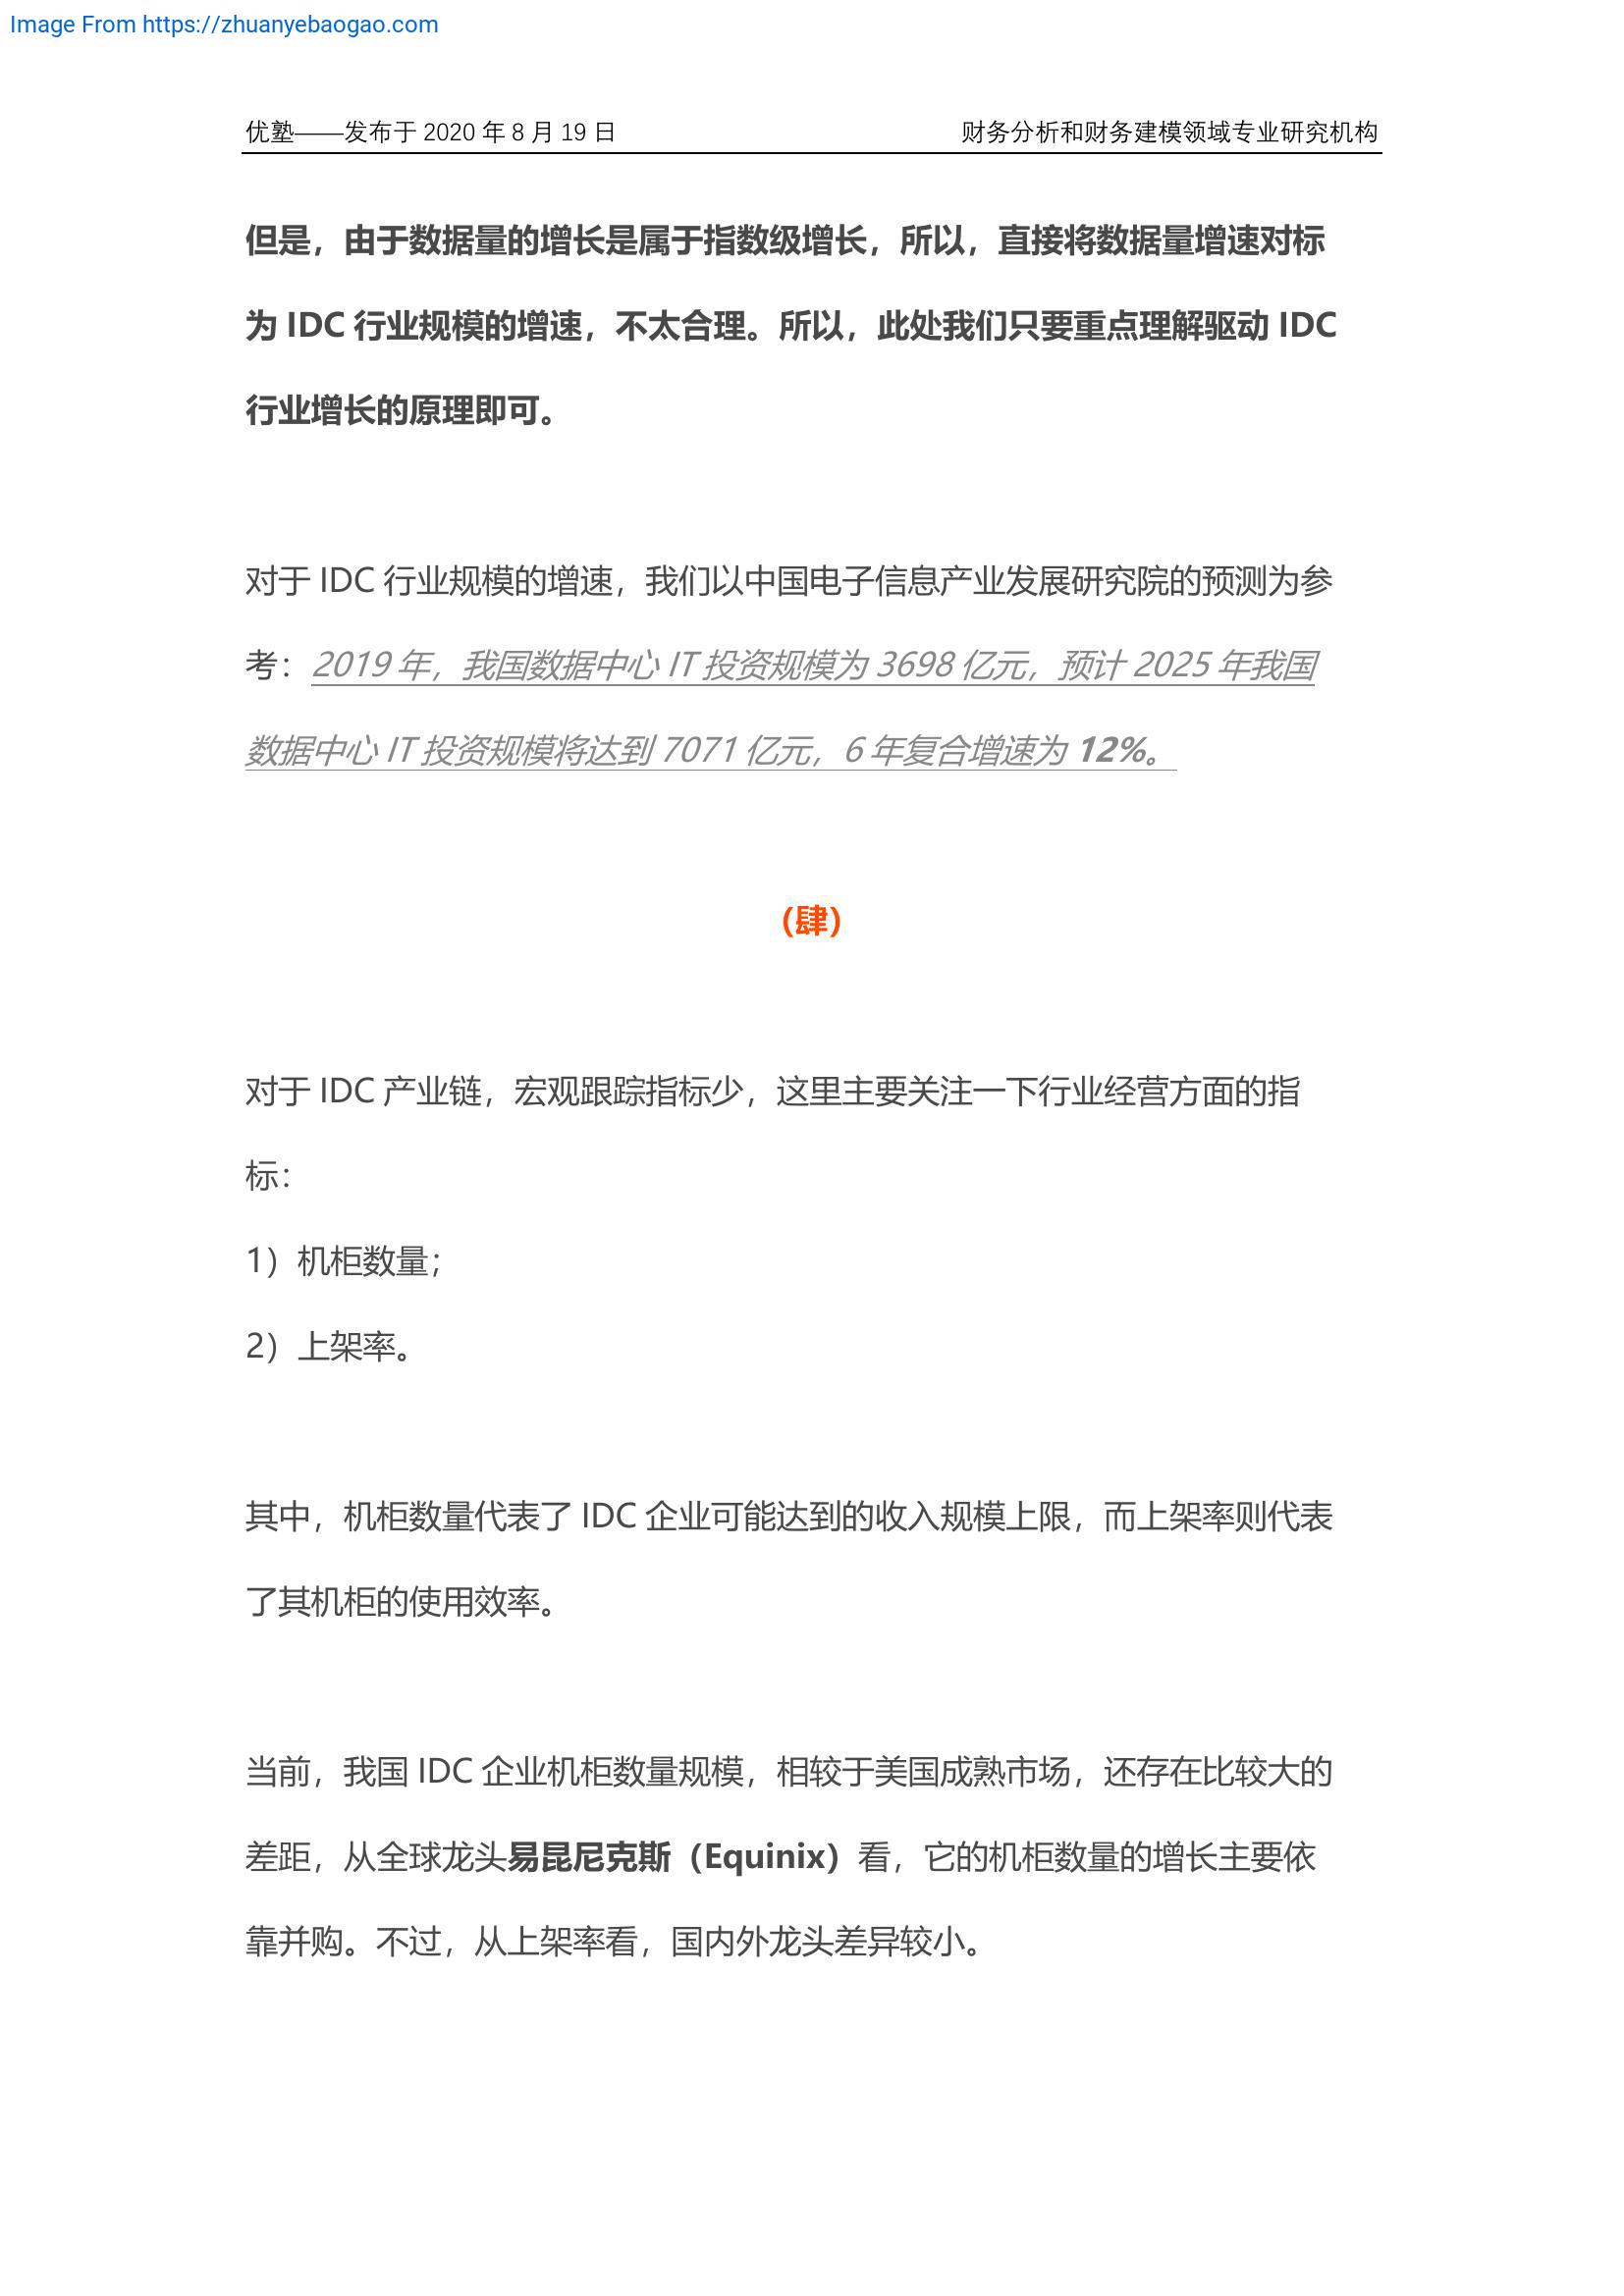 Image From https://zhuanyebaogao.com
优塾——发布于 2020 年 8 月 19 日 财务分析和财务建模领域专业研究机构
但是，由于数据量的增长是属于指数级增长，所以，直接将数据量增速对标
为 IDC 行业规模的增速，不太合理。所以，此处我们只要重点理解驱动 IDC
行业增长的原理即可。
对于 IDC 行业规模的增速，我们以中国电子信息产业发展研究院的预测为参
考：2019 年，我国数据中心 IT 投资规模为 3698 亿元，预计 2025 年我国
数据中心 IT 投资规模将达到 7071 亿元，6 年复合增速为 12%。
(肆)
对于 IDC 产业链，宏观跟踪指标少，这里主要关注一下行业经营方面的指
标：
1）机柜数量；
2）上架率。
其中，机柜数量代表了 IDC 企业可能达到的收入规模上限，而上架率则代表
了其机柜的使用效率。
当前，我国 IDC 企业机柜数量规模，相较于美国成熟市场，还存在比较大的
差距，从全球龙头易昆尼克斯（Equinix）看，它的机柜数量的增长主要依
靠并购。不过，从上架率看，国内外龙头差异较小。